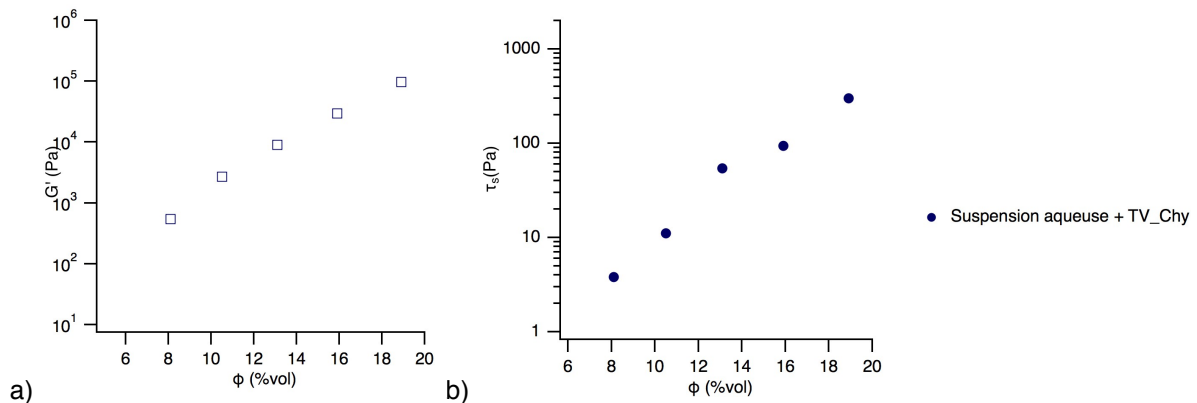 10^6
10^5
10^4
10^3
10^2
10^1
G' (Pa)
6 8 10 12 14 16 18 20
ϕ (%vol)
a)
1000
100
10
1
τ_s(Pa)
6 8 10 12 14 16 18 20
ϕ (%vol)
b)
Suspension aqueuse + TV_Chy